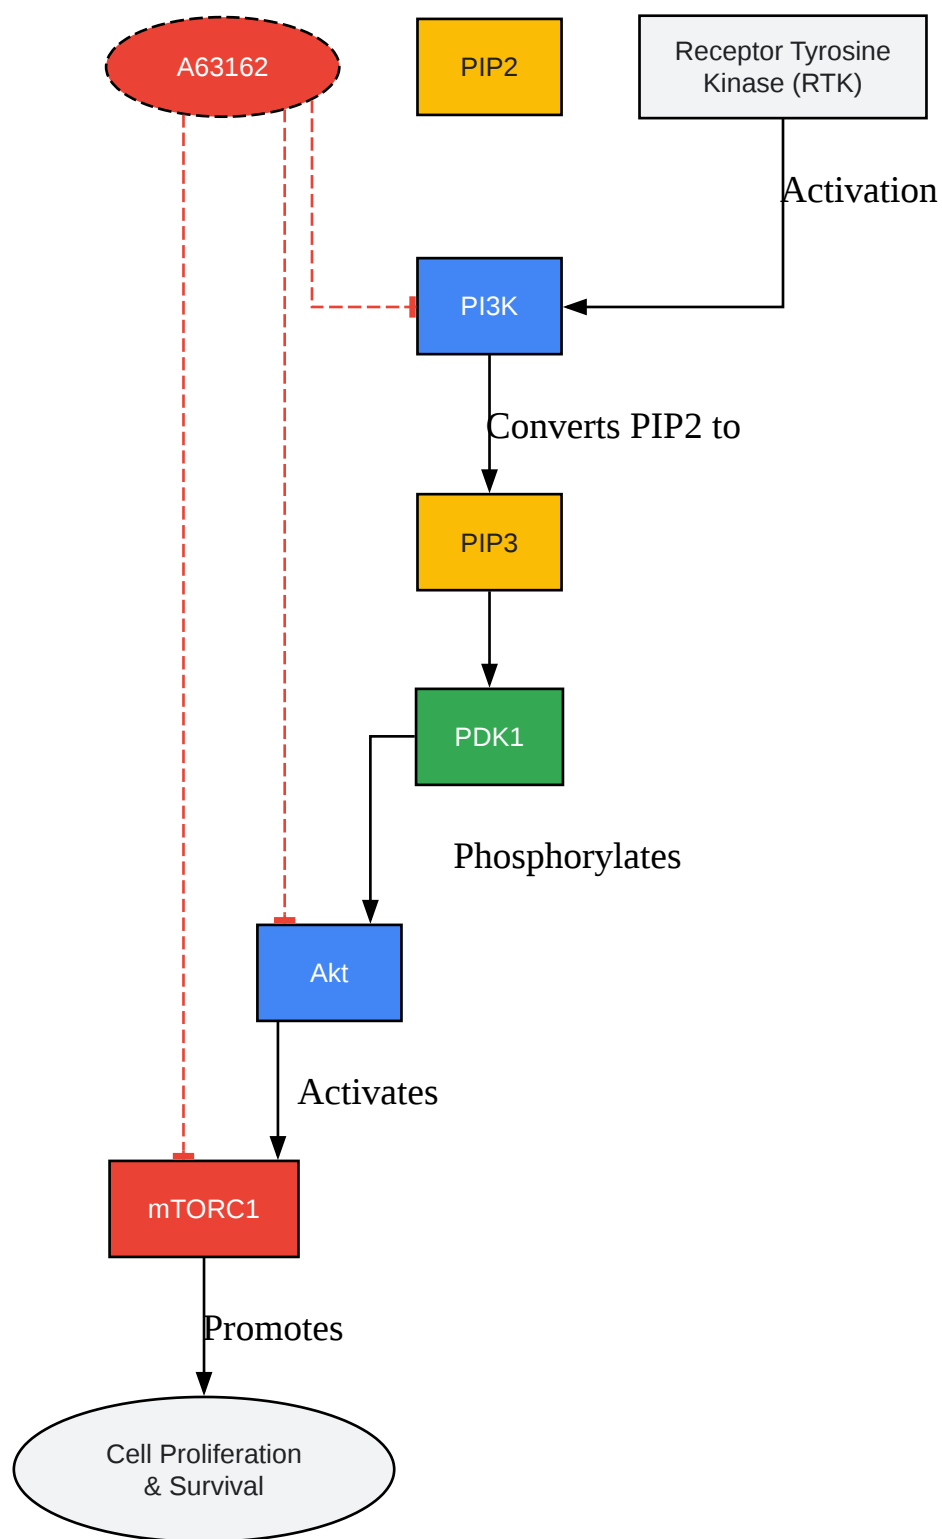 A63162
PIP2
Receptor Tyrosine
Kinase (RTK)
Activation
PI3K
Converts PIP2 to
PIP3
PDK1
Phosphorylates
Akt
Activates
mTORC1
Promotes
Cell Proliferation
& Survival